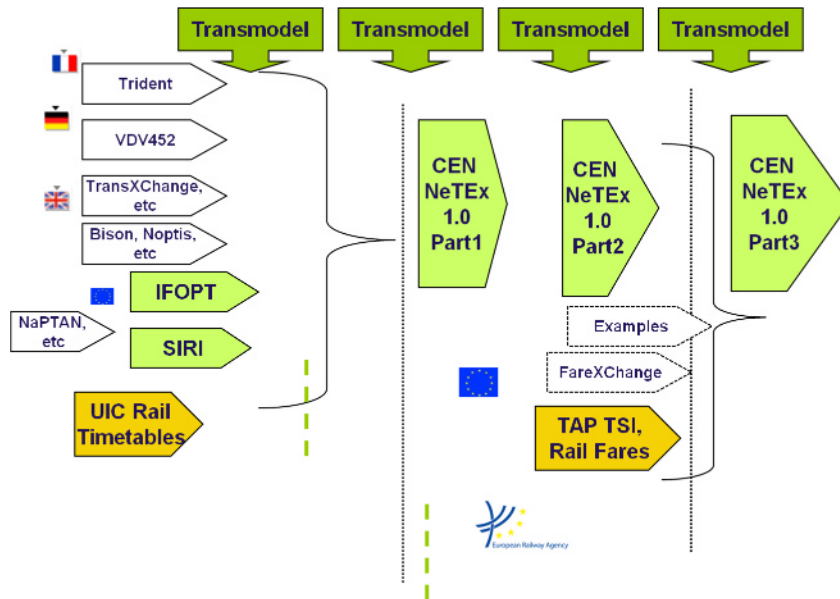 Transmodel
Transmodel
Transmodel
Transmodel
Trident
VDV452
TransXChange,
etc
Bison, Noptis,
etc
IFOPT
NaPTAN,
etc
SIRI
UIC Rail
Timetables
CEN
NeTEx
1.0
Part1
CEN
NeTEx
1.0
Part2
Examples
FareXChange
TAP TSI,
Rail Fares
CEN
NeTEx
1.0
Part3
European Railway Agency